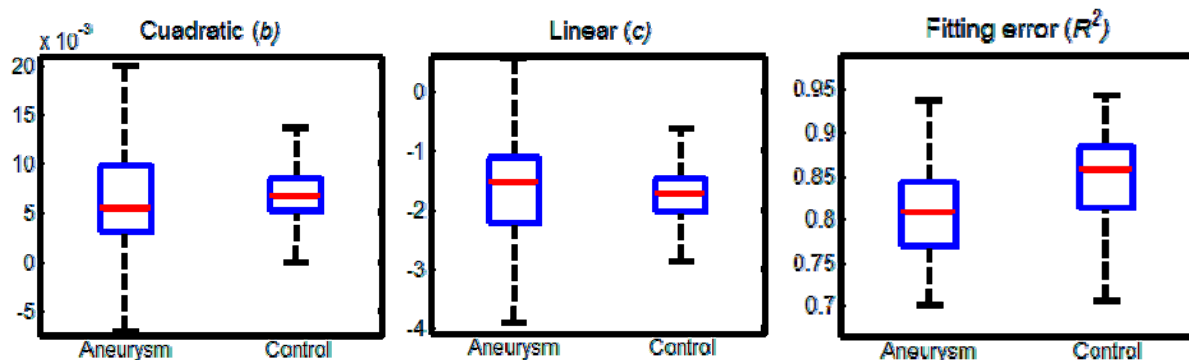 Cuadratic (b)
x 10⁻³
20
15
10
5
0
-5
Aneurysm Control
Linear (c)
0
-1
-2
-3
-4
Aneurysm Control
Fitting error (R²)
0.95
0.9
0.85
0.8
0.75
0.7
Aneurysm Control